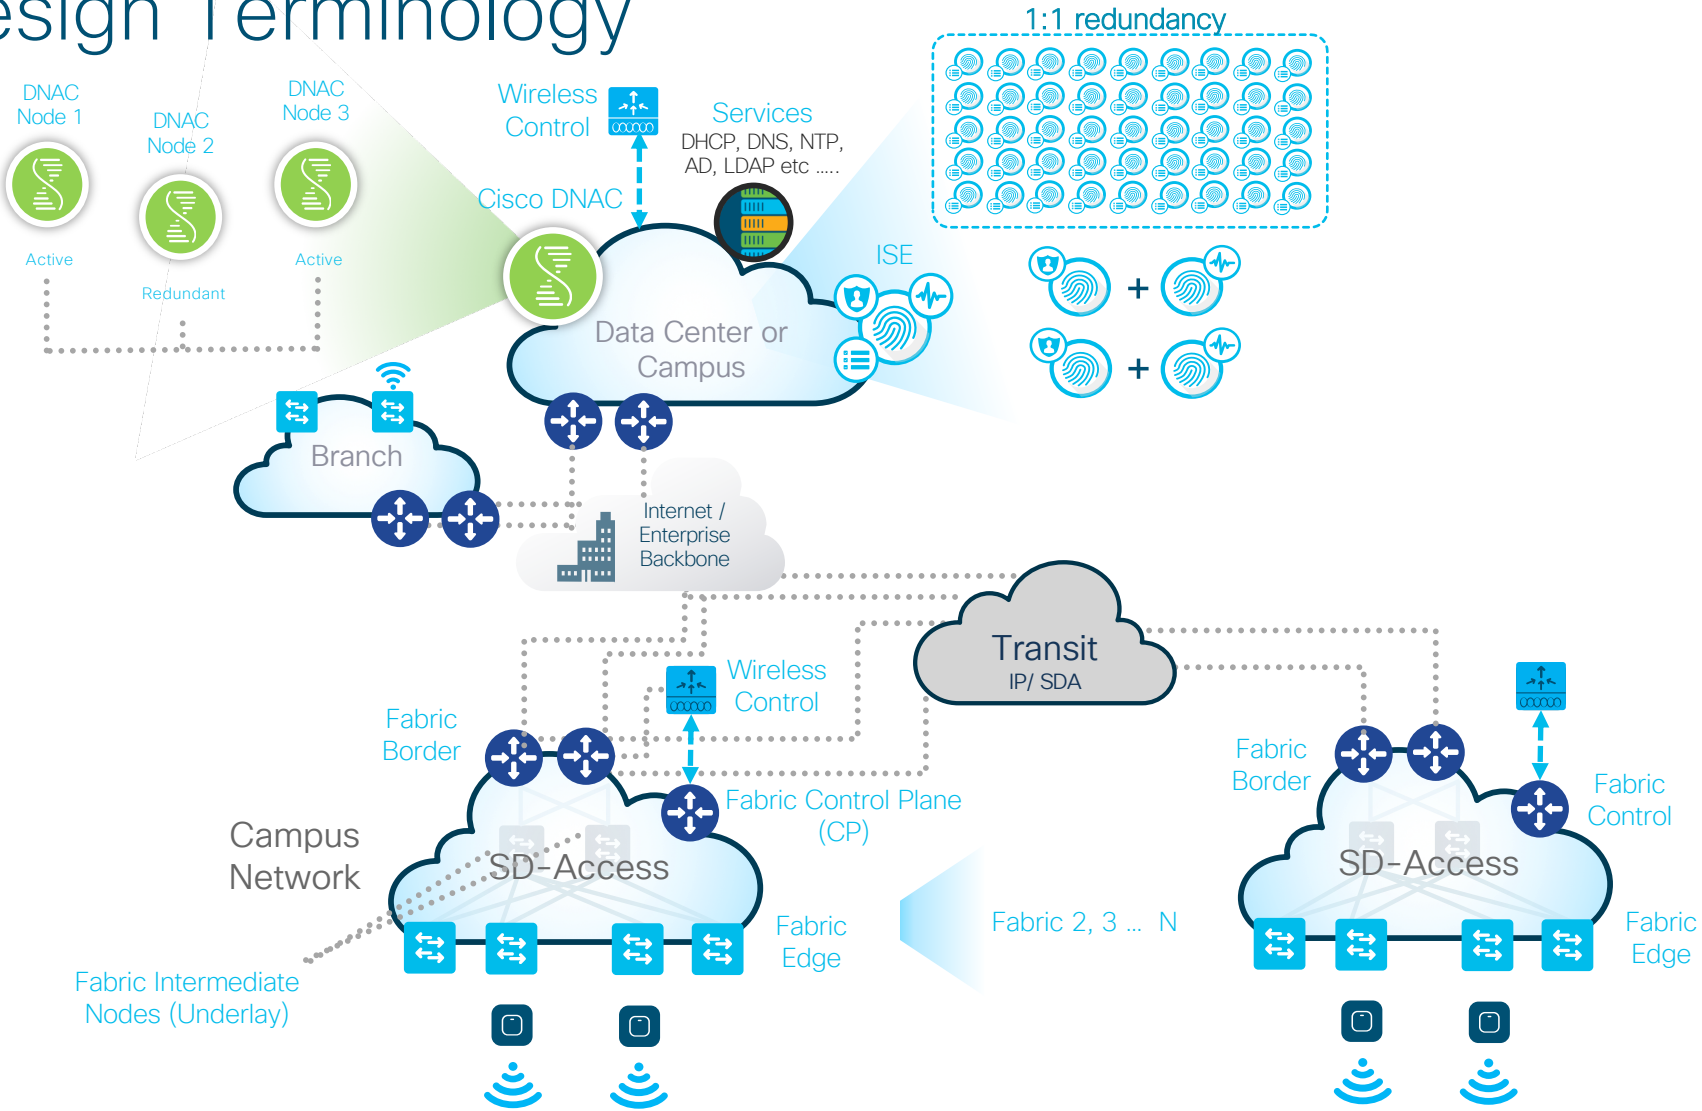 esign Terminology
1:1 redundancy
DNAC
Node 1
DNAC
Node 2
DNAC
Node 3
Active
Redundant
Active
Wireless
Control
Services
DHCP, DNS, NTP,
AD, LDAP etc .....
Cisco DNAC
ISE
Data Center or
Campus
Branch
Internet /
Enterprise
Backbone
Transit
IP/ SDA
Wireless
Control
Fabric
Border
Fabric Control Plane
(CP)
Campus
Network
SD-Access
Fabric
Edge
Fabric Intermediate
Nodes (Underlay)
Fabric 2, 3 ... N
Fabric
Border
Fabric
Control
SD-Access
Fabric
Edge